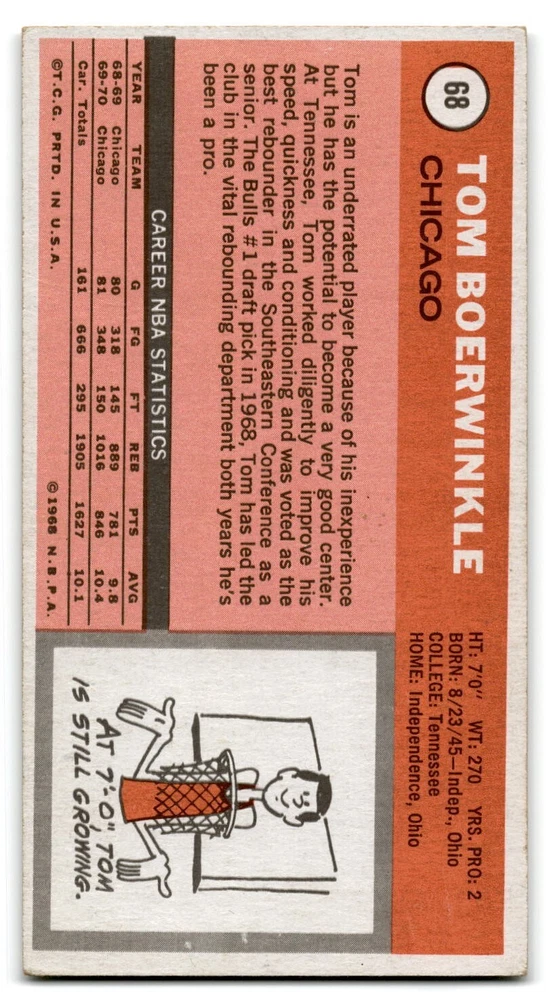 68
TOM BOERWINKLE
CHICAGO
HT: 7'0" WT: 270 YRS. PRO: 2
BORN: 8/23/45—Indep., Ohio
COLLEGE: Tennessee
HOME: Independence, Ohio
Tom is an underrated player because of his inexperience
but he has the potential to become a very good center.
At Tennessee, Tom worked diligently to improve his
speed, quickness and conditioning and was voted as the
best rebounder in the Southeastern Conference as a
senior. The Bulls #1 draft pick in 1968, Tom has led the
club in the vital rebounding department both years he's
been a pro.
CAREER NBA STATISTICS
YEAR TEAM G FG FT REB PTS AVG
68-69 Chicago 80 318 145 889 781 9.8
69-70 Chicago 81 348 150 1016 846 10.4
Car. Totals 161 666 295 1905 1627 10.1
©T.C.G. PRTD. IN U.S.A. ©1968 N.B.P.A.
AT 7'-0", TOM
IS STILL GROWING.